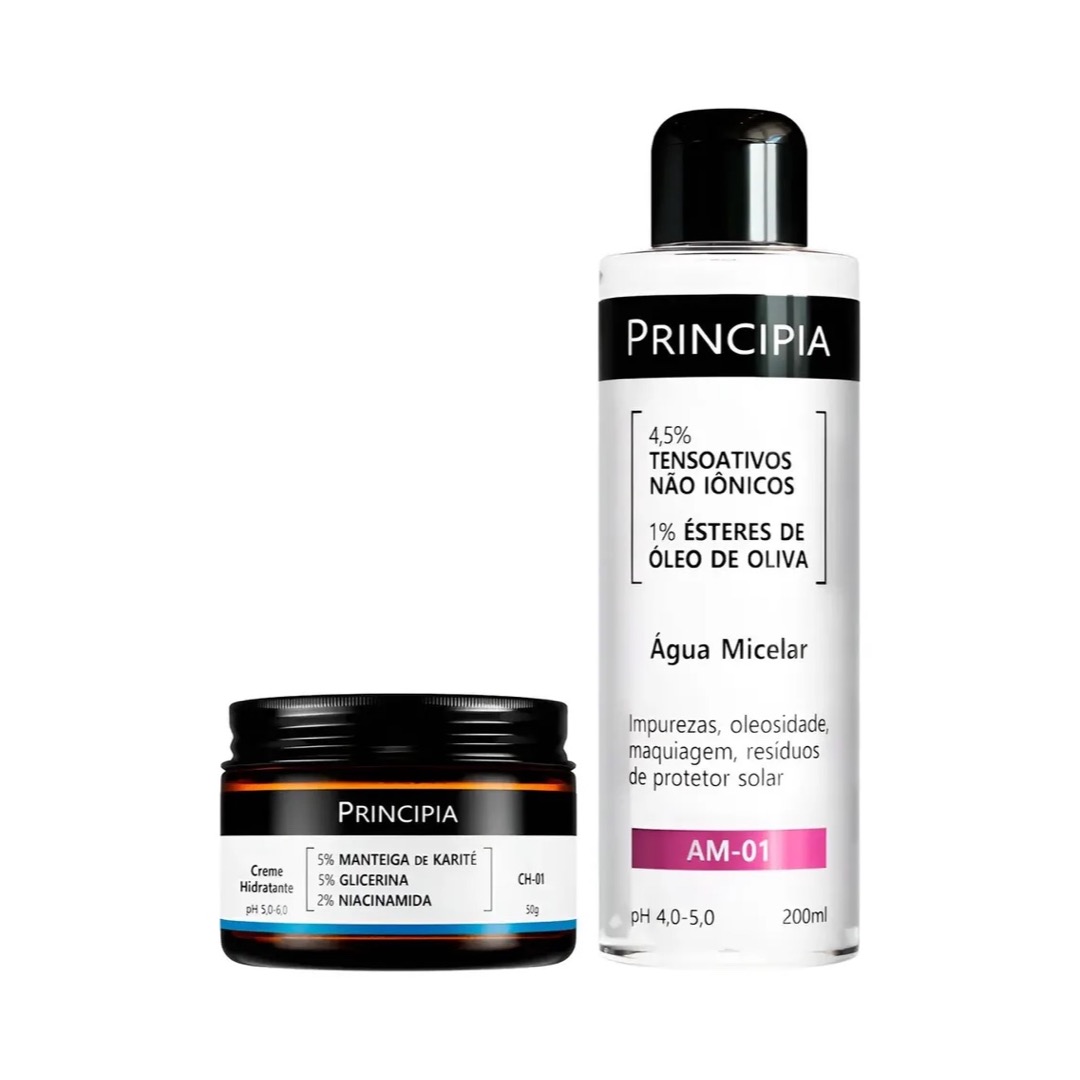 PRINCIPIA
4,5%
TENSOATIVOS
NÃO IÔNICOS
1% ÉSTERES DE
ÓLEO DE OLIVA
Água Micelar
Impurezas, oleosidade,
maquiagem, resíduos
de protetor solar
AM-01
pH 4,0-5,0 200ml
PRINCIPIA
Creme
Hidratante
pH 5,0-6,0
5% MANTEIGA DE KARITÉ
5% GLICERINA
2% NIACINAMIDA
CH-01
50g